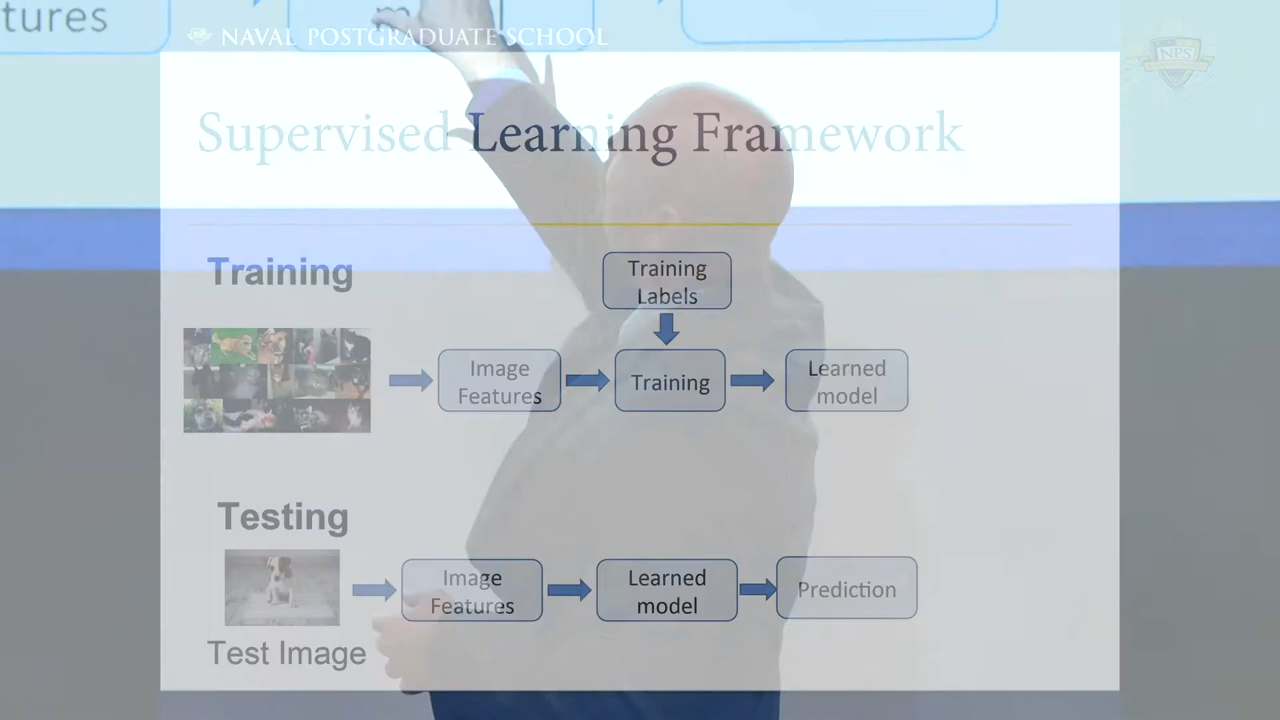 tures
m
NAVAL POSTGRADUATE SCHOOL
NPS
Supervised Learning Framework
Training
Training
Labels
Image
Features
Training
Learned
model
Testing
Image
Features
Learned
model
Prediction
Test Image